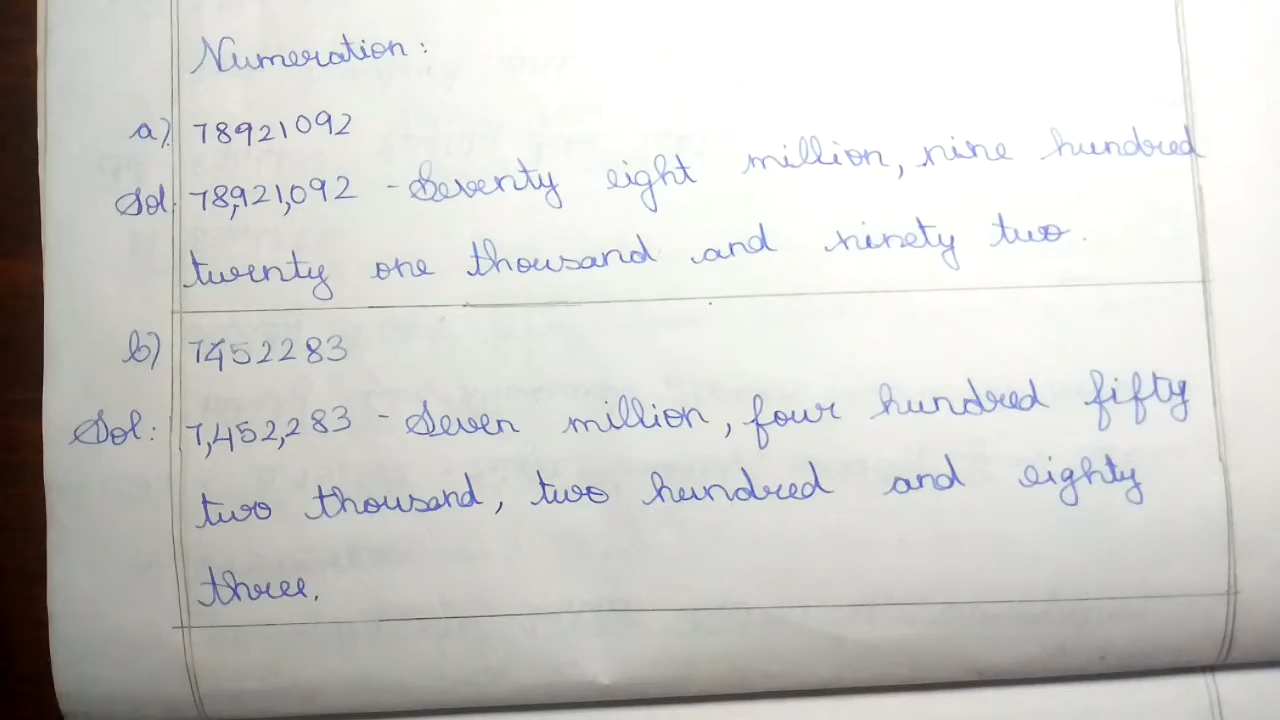 Numeration:
a) 78921092
Sol: 78,921,092 - Seventy eight million, nine hundred
twenty one thousand and ninety two.
b) 7452283
Sol: 7,452,283 - Seven million, four hundred fifty
two thousand, two hundred and eighty
three.